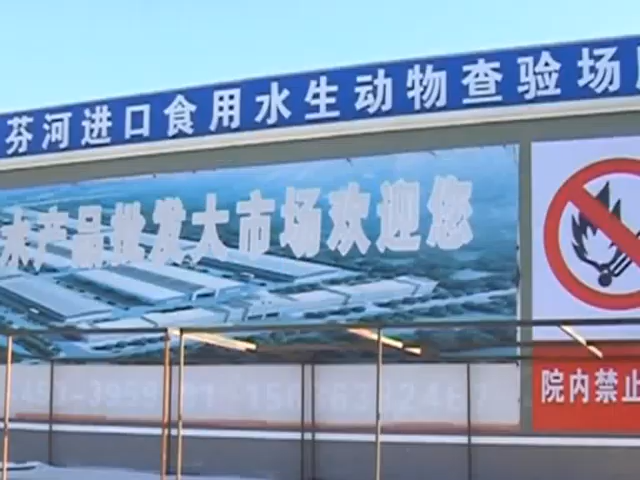 芬河进口食用水生动物查验场
水产品批发大市场欢迎您
院内禁止